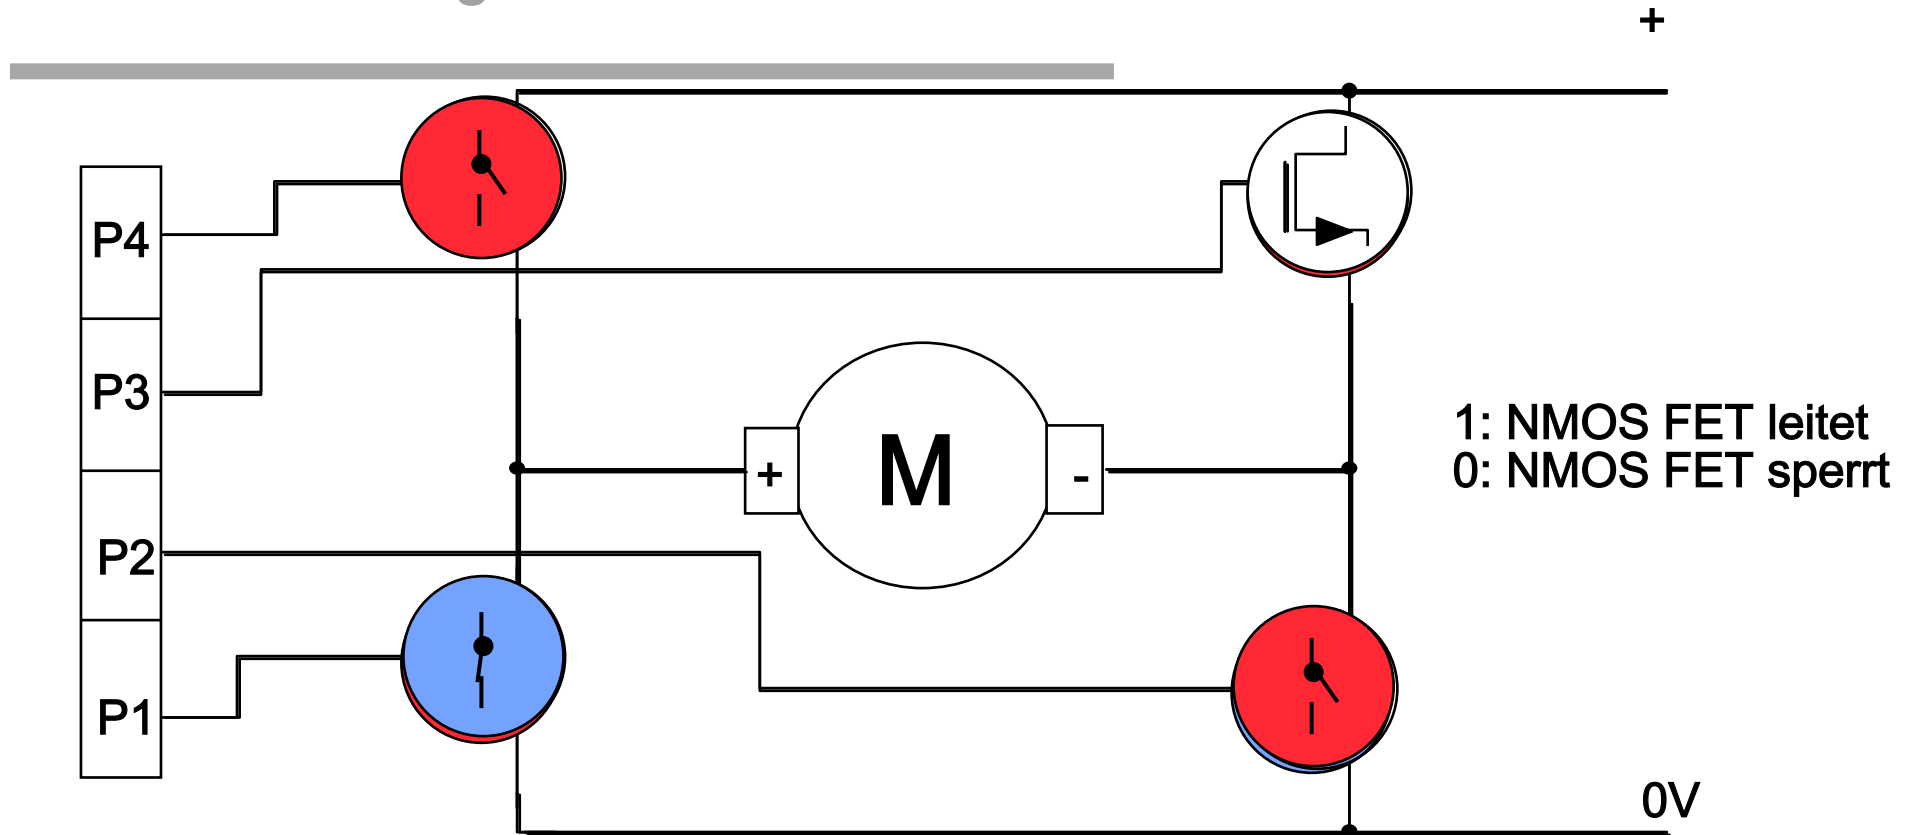 +
P4
P3
+
M
-
1: NMOS FET leitet
0: NMOS FET sperrt
P2
P1
0V